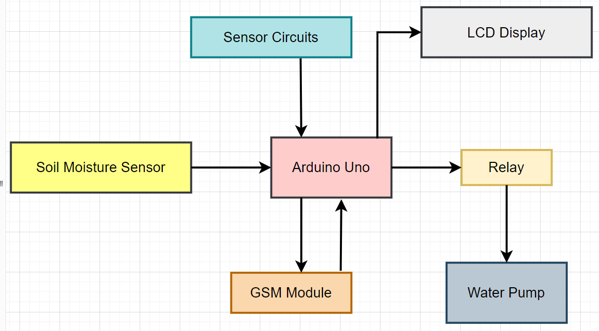 Sensor Circuits
LCD Display
Soil Moisture Sensor
Arduino Uno
Relay
GSM Module
Water Pump